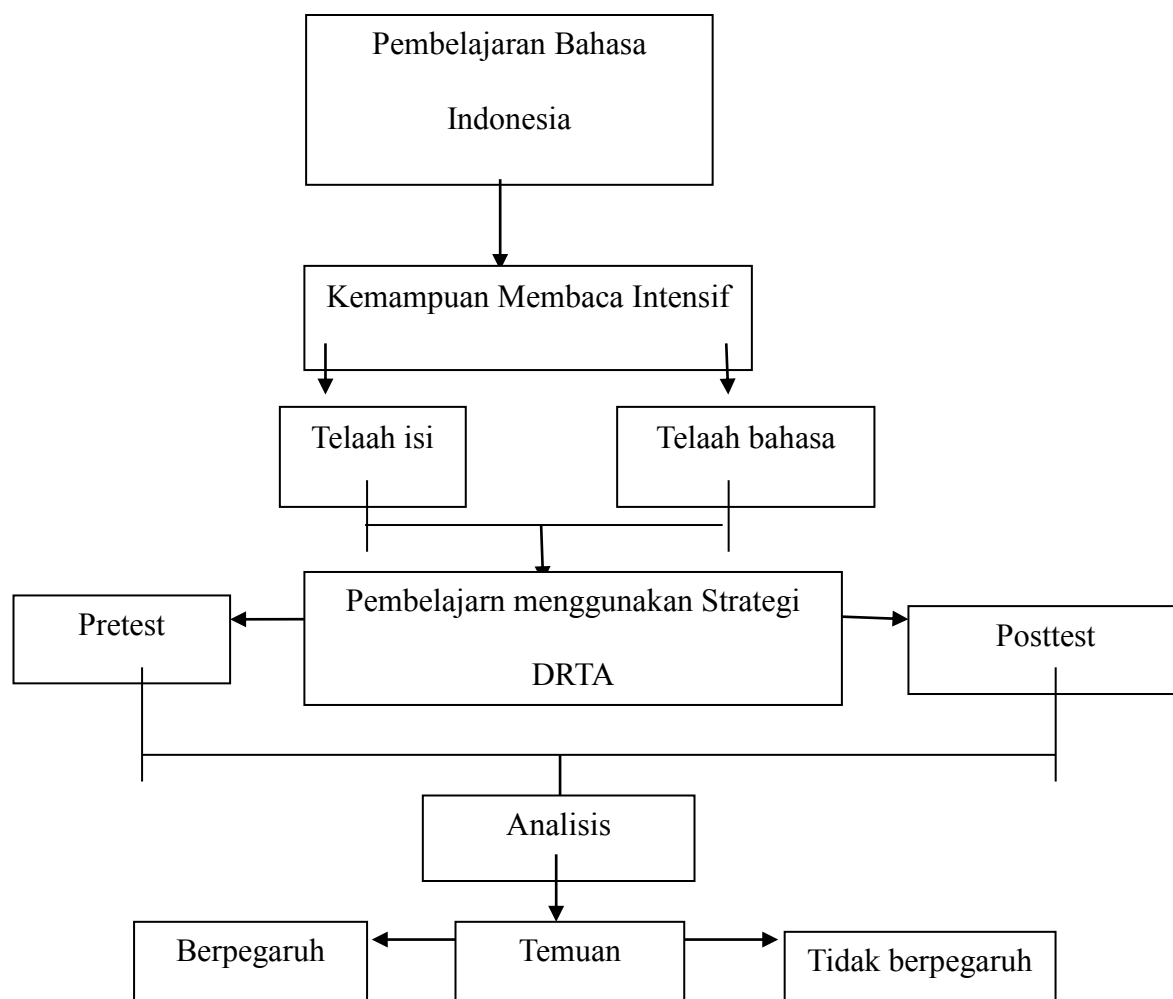 Pembelajaran Bahasa
Indonesia
Kemampuan Membaca Intensif
Telaah isi
Telaah bahasa
Pretest
Pembelajarn menggunakan Strategi
DRTA
Posttest
Analisis
Berpegaruh
Temuan
Tidak berpegaruh